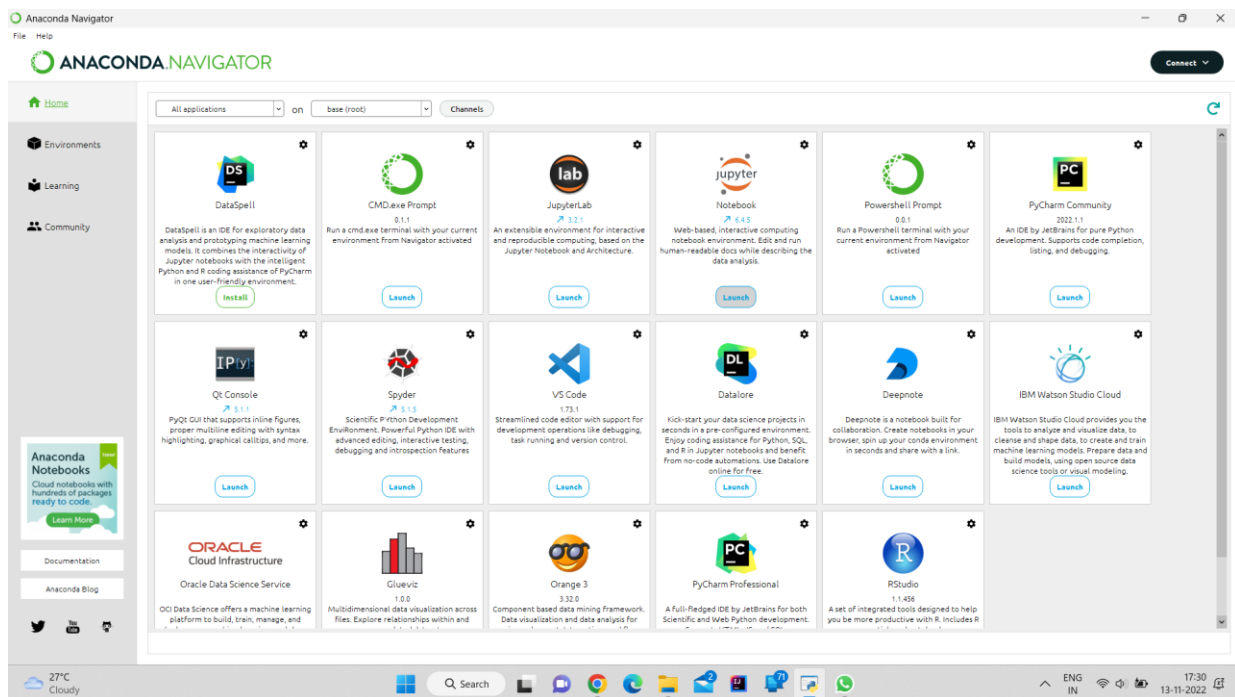 Anaconda Navigator
File Help
ANACONDA.NAVIGATOR
Connect
Home
Environments
Learning
Community
All applications
on
base (root)
Channels
DS
DataSpell
DataSpell is an IDE for exploratory data
analysis and prototyping machine learning
models. It combines the interactivity of
Jupyter notebooks with the intelligent
Python and R coding assistance of PyCharm
in one user-friendly environment.
Install
CMD.exe Prompt
0.1.1
Run a cmd.exe terminal with your current
environment from Navigator activated
Launch
lab
JupyterLab
3.2.1
An extensible environment for interactive
and reproducible computing, based on the
Jupyter Notebook and Architecture.
Launch
jupyter
Notebook
6.4.5
Web-based, interactive computing
notebook environment. Edit and run
human-readable docs while describing the
data analysis.
Launch
Powershell Prompt
0.0.1
Run a Powershell terminal with your
current environment from Navigator
activated
Launch
PC
PyCharm Community
2022.1.1
An IDE by JetBrains for pure Python
development. Supports code completion,
listing, and debugging.
Launch
IP[y]:
Qt Console
5.1.1
PyQt GUI that supports inline figures,
proper multiline editing with syntax
highlighting, graphical calltips, and more.
Launch
Spyder
5.1.5
Scientific PYthon Development
EnviRonment. Powerful Python IDE with
advanced editing, interactive testing,
debugging and introspection features
Launch
VS Code
1.73.1
Streamlined code editor with support for
development operations like debugging,
task running and version control.
Launch
DL
Datalore
Kick-start your data science projects in
seconds in a pre-configured environment.
Enjoy coding assistance for Python, SQL,
and R in Jupyter notebooks and benefit
from no-code automations. Use Datalore
online for free.
Launch
Deepnote
Deepnote is a notebook built for
collaboration. Create notebooks in your
browser, spin up your conda environment
in seconds and share with a link.
Launch
IBM Watson Studio Cloud
IBM Watson Studio Cloud provides you the
tools to analyze and visualize data, to
cleanse and shape data, to create and train
machine learning models. Prepare data and
build models, using open source data
science tools or visual modeling.
Launch
ORACLE
Cloud Infrastructure
Oracle Data Science Service
OCI Data Science offers a machine learning
platform to build, train, manage, and
Glueviz
1.0.0
Multidimensional data visualization across
files. Explore relationships within and
Orange 3
3.32.0
Component based data mining framework.
Data visualization and data analysis for
PC
PyCharm Professional
A full-fledged IDE by JetBrains for both
Scientific and Web Python development.
R
RStudio
1.1.456
A set of integrated tools designed to help
you be more productive with R. Includes R
Anaconda
Notebooks
New!
Cloud notebooks with
hundreds of packages
ready to code.
Learn More
Documentation
Anaconda Blog
You
Tube
27°C
Cloudy
Search
2
71
ENG
IN
17:30
13-11-2022